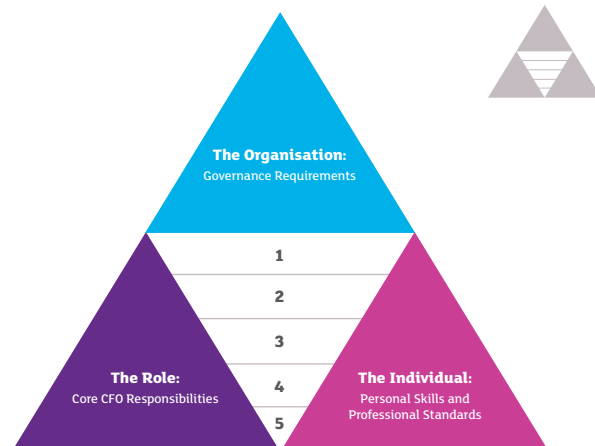 The Organisation:
Governance Requirements
1
2
3
4
5
The Role:
Core CFO Responsibilities
The Individual:
Personal Skills and
Professional Standards